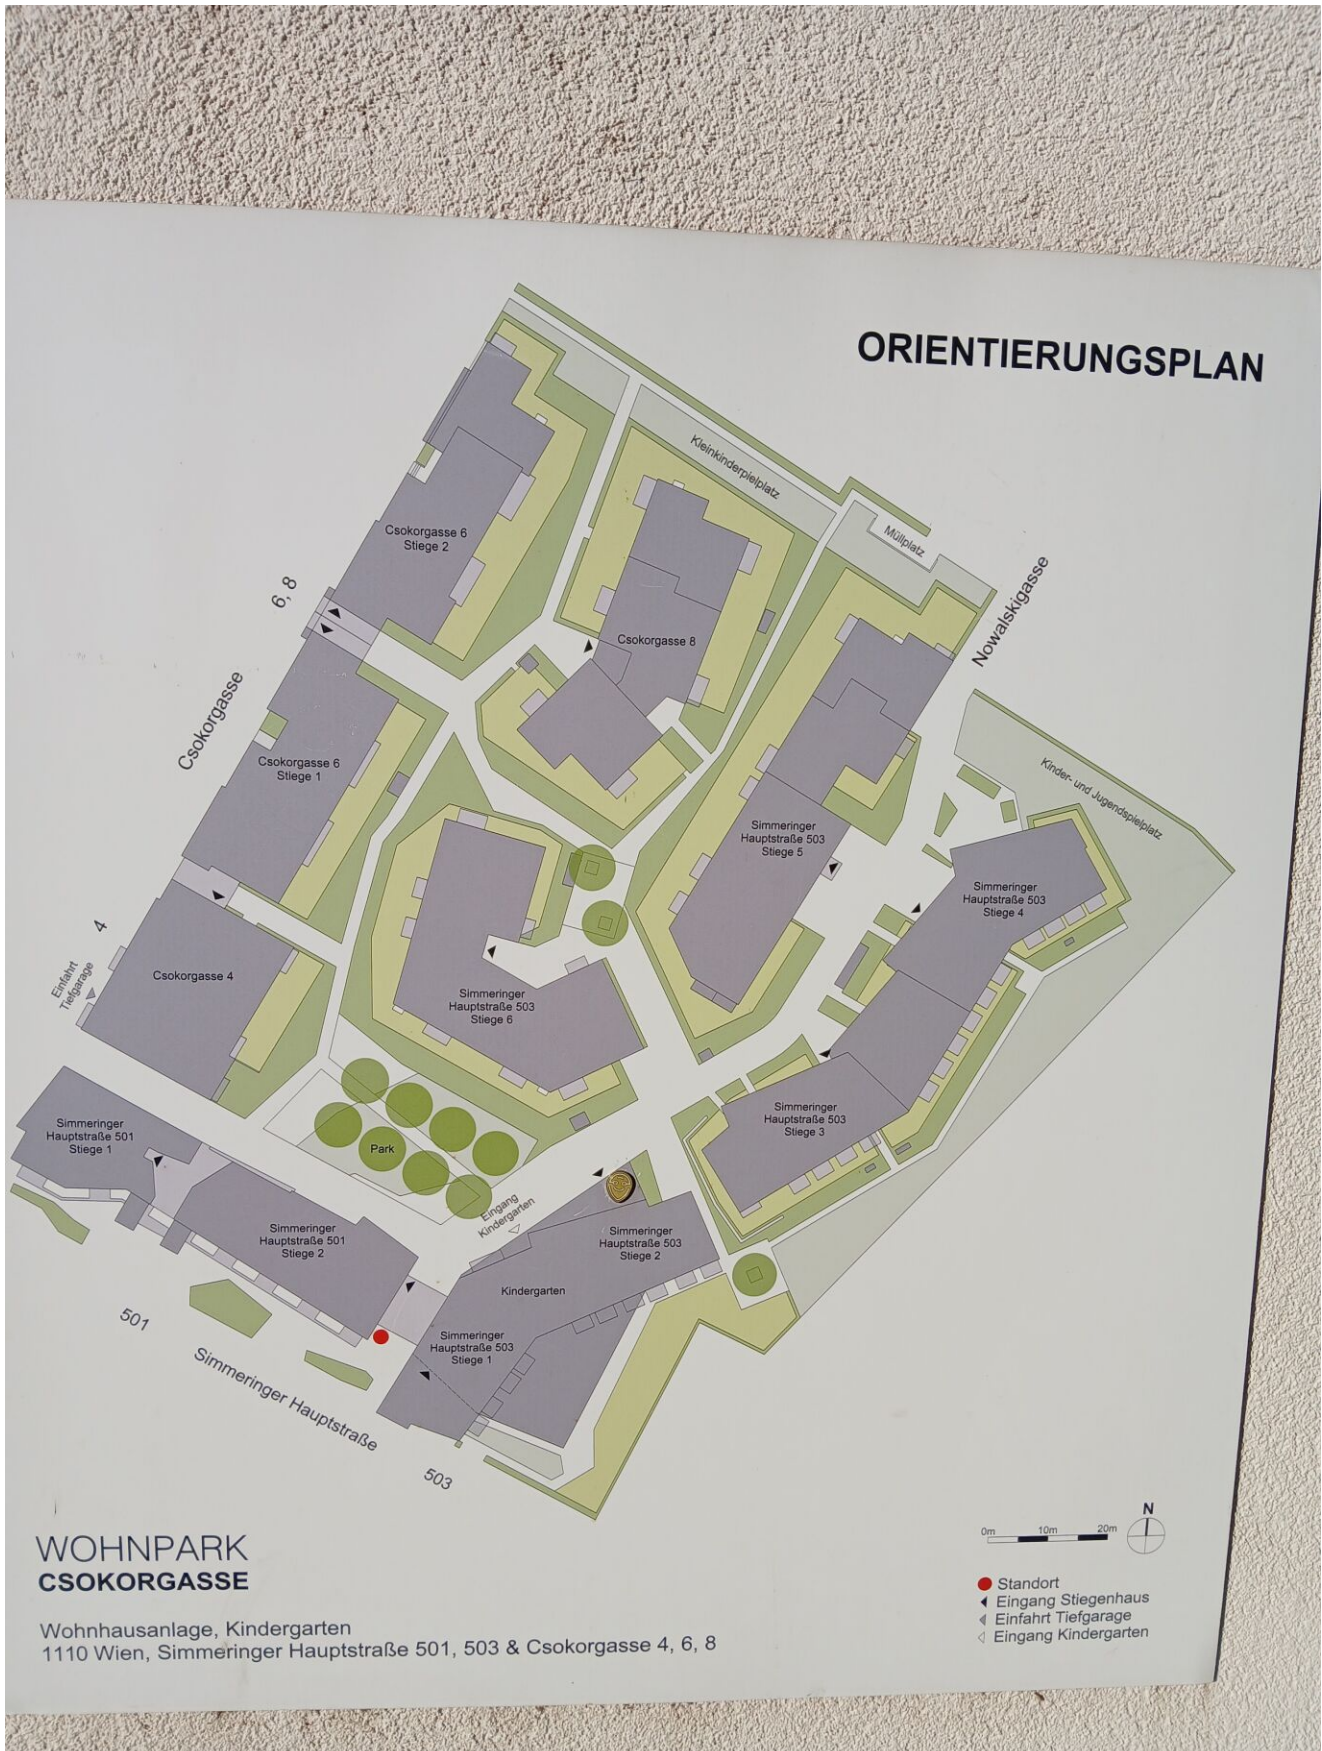 ORIENTIERUNGSPLAN
Kleinkinderpielplatz
Müllplatz
Nowalskigasse
Csokorgasse 6
Stiege 2
6, 8
Csokorgasse 8
Csokorgasse
Csokorgasse 6
Stiege 1
Kinder- und Jugendspielplatz
Simmeringer
Hauptstraße 503
Stiege 5
Simmeringer
Hauptstraße 503
Stiege 4
4
Einfahrt
Tiefgarage
Csokorgasse 4
Simmeringer
Hauptstraße 503
Stiege 6
Simmeringer
Hauptstraße 503
Stiege 3
Simmeringer
Hauptstraße 501
Stiege 1
Park
Eingang
Kindergarten
Simmeringer
Hauptstraße 501
Stiege 2
Simmeringer
Hauptstraße 503
Stiege 2
Kindergarten
501
Simmeringer
Hauptstraße 503
Stiege 1
Simmeringer Hauptstraße
503
WOHNPARK
CSOKORGASSE
Wohnhausanlage, Kindergarten
1110 Wien, Simmeringer Hauptstraße 501, 503 & Csokorgasse 4, 6, 8
N
0m 10m 20m
Standort
Eingang Stiegenhaus
Einfahrt Tiefgarage
Eingang Kindergarten